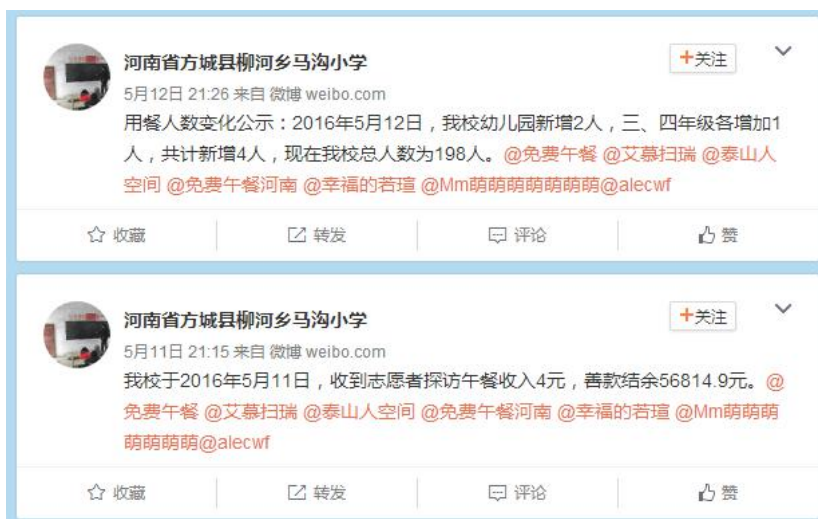 河南省方城县柳河乡马沟小学
+关注
5月12日 21:26 来自 微博 weibo.com
用餐人数变化公示：2016年5月12日，我校幼儿园新增2人，三、四年级各增加1
人，共计新增4人，现在我校总人数为198人。@免费午餐 @艾慕扫瑞 @泰山人
空间 @免费午餐河南 @幸福的若瑄 @Mm萌萌萌萌萌萌萌@alecwf
收藏 转发 评论 赞
河南省方城县柳河乡马沟小学
+关注
5月11日 21:15 来自 微博 weibo.com
我校于2016年5月11日，收到志愿者探访午餐收入4元，善款结余56814.9元。@
免费午餐 @艾慕扫瑞 @泰山人空间 @免费午餐河南 @幸福的若瑄 @Mm萌萌萌
萌萌萌萌@alecwf
收藏 转发 评论 赞